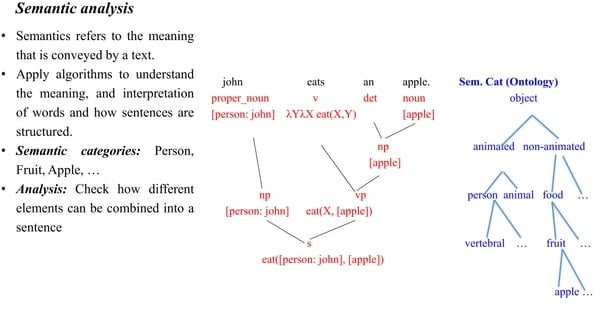 Semantic analysis
• Semantics refers to the meaning
that is conveyed by a text.
• Apply algorithms to understand
the meaning, and interpretation
of words and how sentences are
structured.
• Semantic categories: Person,
Fruit, Apple, …
• Analysis: Check how different
elements can be combined into a
sentence
john eats an apple.
proper_noun v det noun
[person: john] λYλX eat(X,Y) [apple]
np
[apple]
np vp
[person: john] eat(X, [apple])
s
eat([person: john], [apple])
Sem. Cat (Ontology)
object
animated non-animated
person animal food …
vertebral … fruit …
apple …